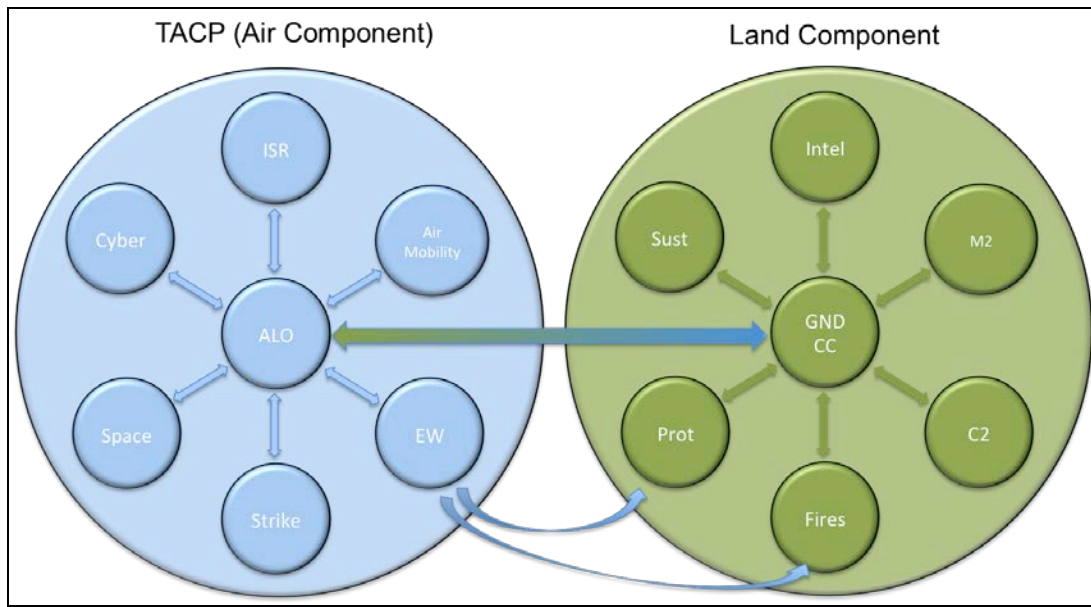 TACP (Air Component)
Land Component
ISR
Cyber
Air
Mobility
ALO
Space
EW
Strike
Intel
Sust
M2
GND
CC
Prot
C2
Fires